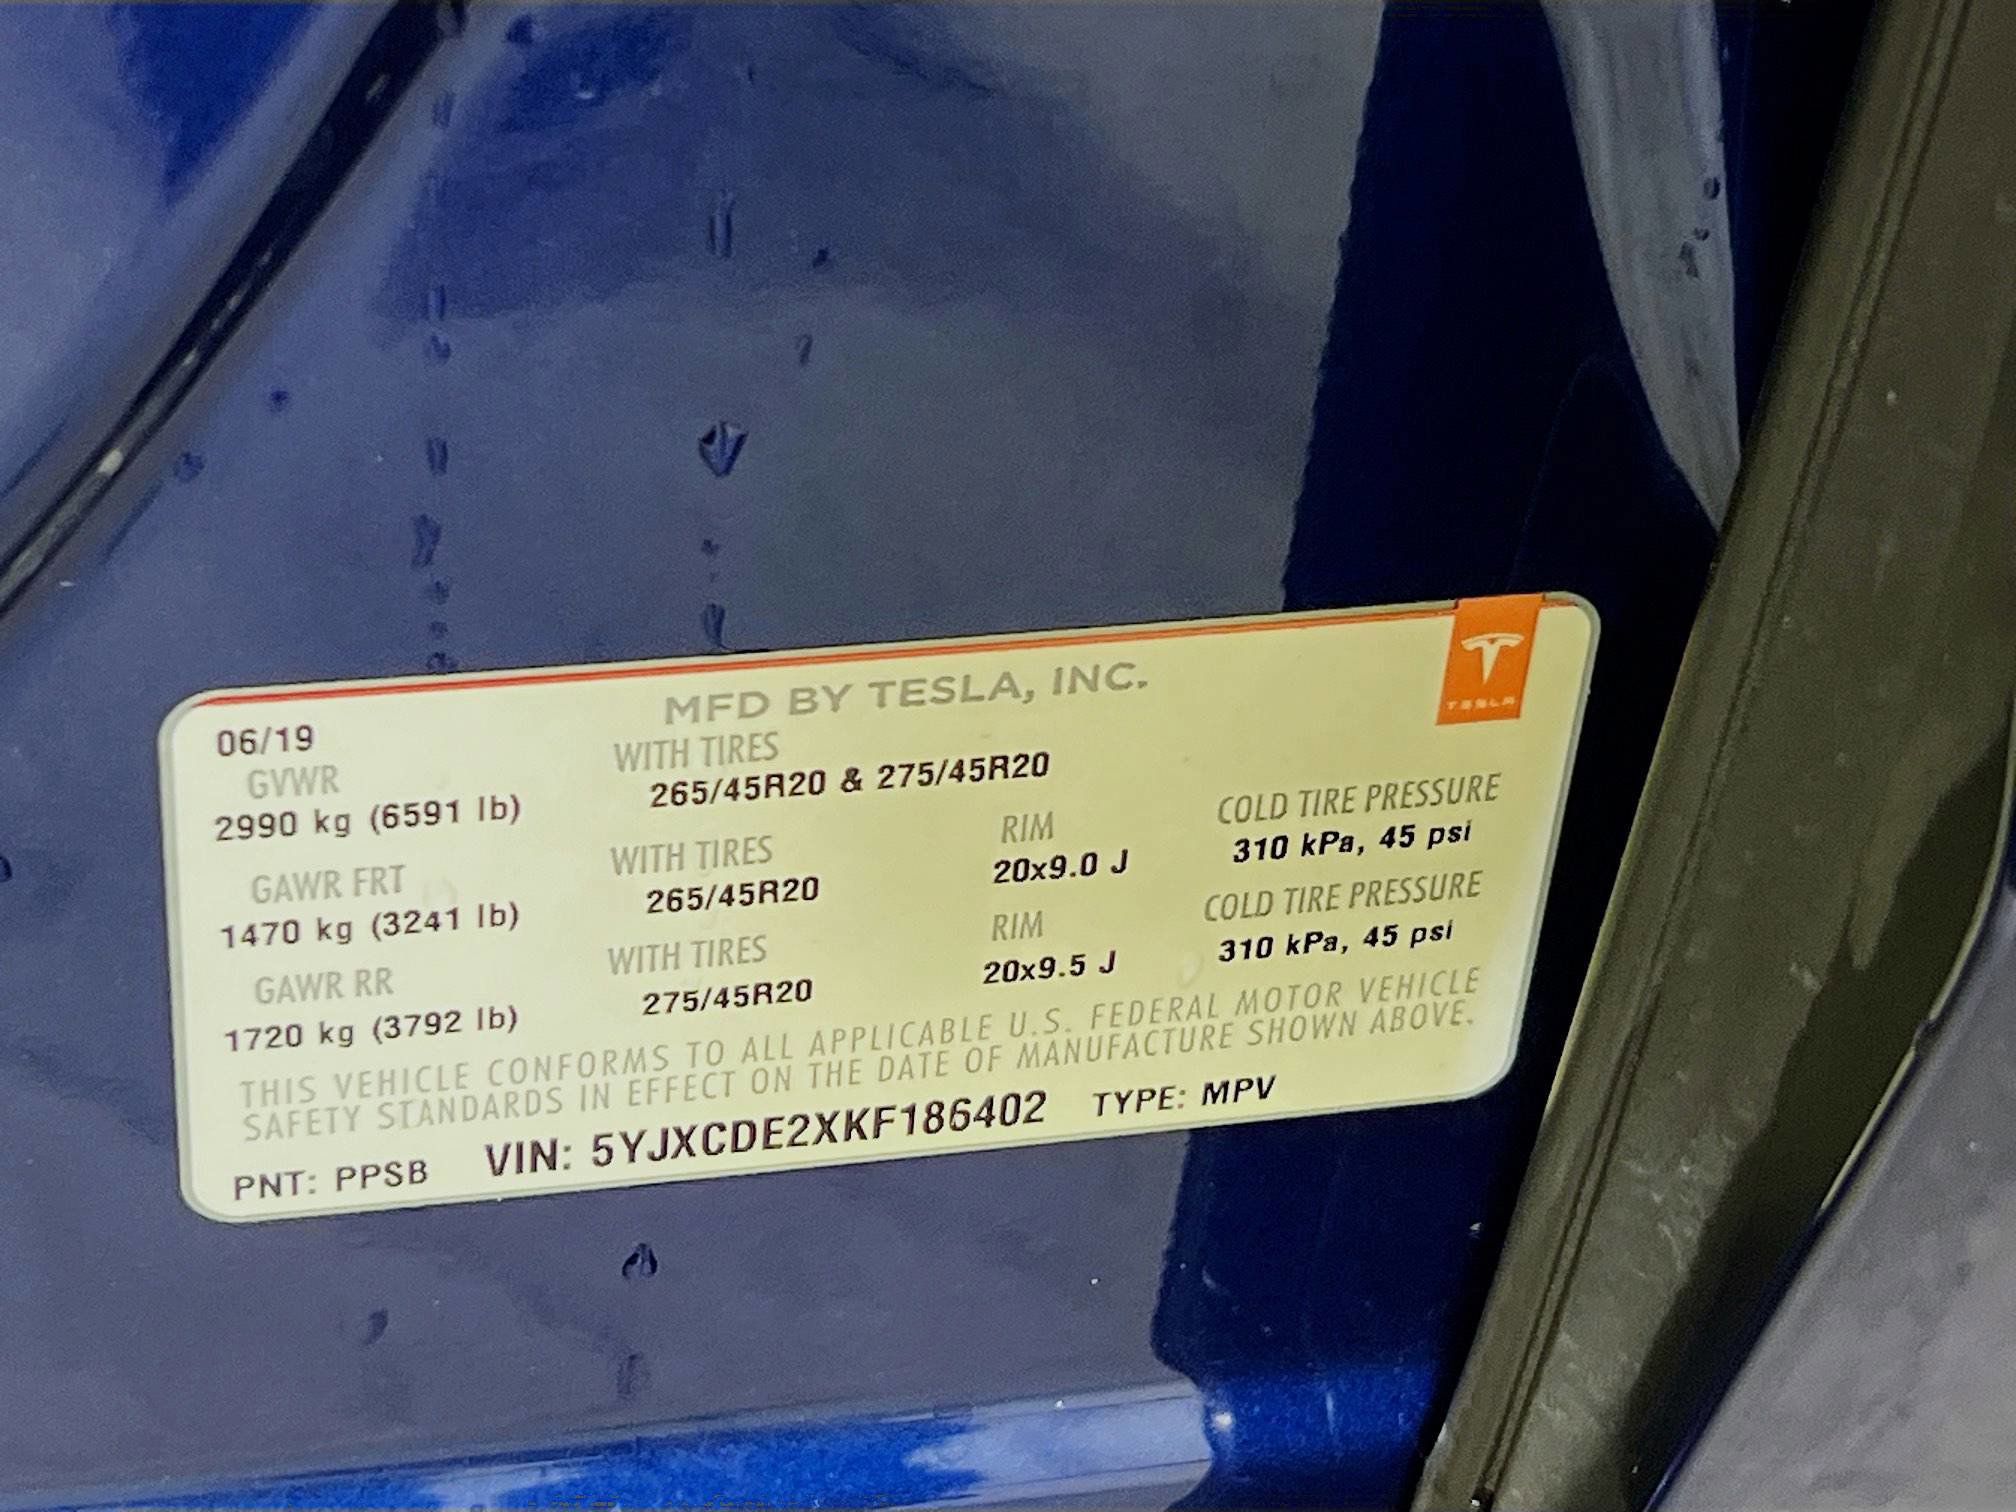 MFD BY TESLA, INC.
TESLA
06/19
GVWR
2990 kg (6591 lb)
WITH TIRES
265/45R20 & 275/45R20
GAWR FRT
1470 kg (3241 lb)
WITH TIRES
265/45R20
RIM
20x9.0 J
COLD TIRE PRESSURE
310 kPa, 45 psi
GAWR RR
1720 kg (3792 lb)
WITH TIRES
275/45R20
RIM
20x9.5 J
COLD TIRE PRESSURE
310 kPa, 45 psi
THIS VEHICLE CONFORMS TO ALL APPLICABLE U.S. FEDERAL MOTOR VEHICLE
SAFETY STANDARDS IN EFFECT ON THE DATE OF MANUFACTURE SHOWN ABOVE.
PNT: PPSB VIN: 5YJXCDE2XKF186402 TYPE: MPV